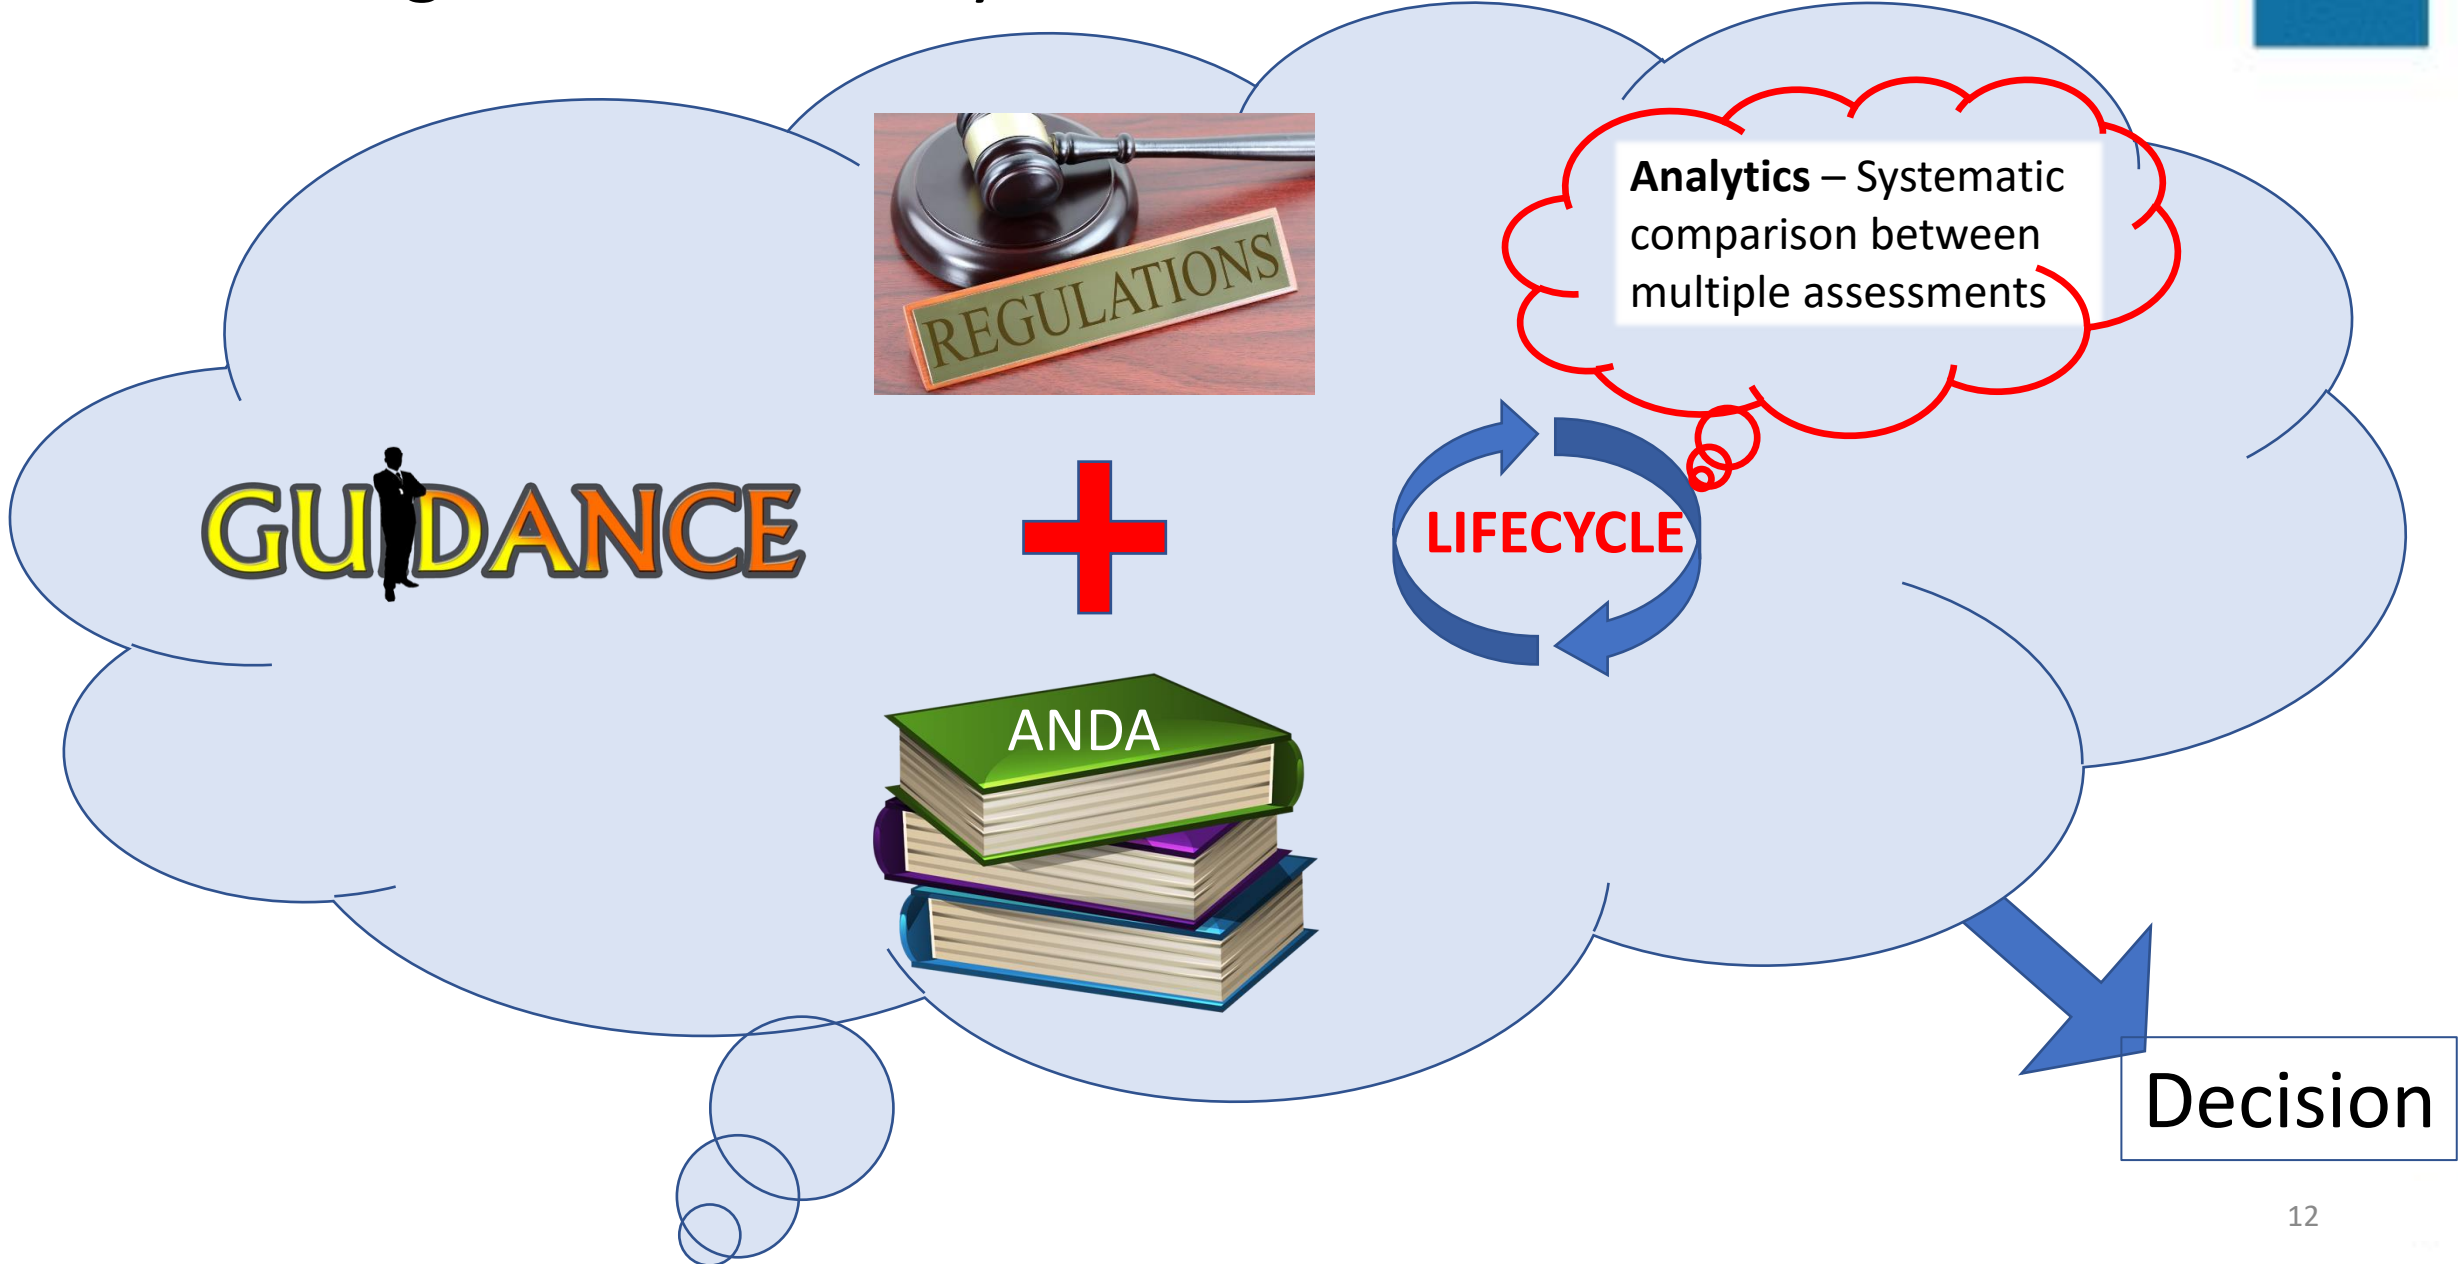 REGULATIONS
Analytics – Systematic
comparison between
multiple assessments
GUIDANCE
LIFECYCLE
ANDA
Decision
12